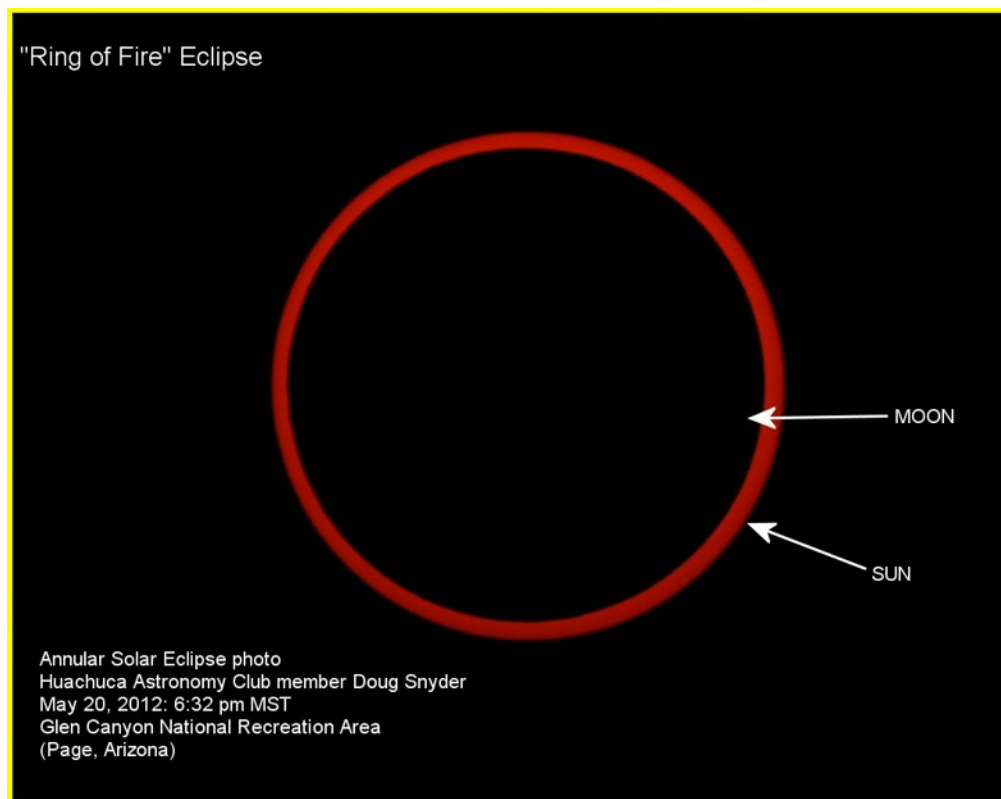 "Ring of Fire" Eclipse
MOON
SUN
Annular Solar Eclipse photo
Huachuca Astronomy Club member Doug Snyder
May 20, 2012: 6:32 pm MST
Glen Canyon National Recreation Area
(Page, Arizona)